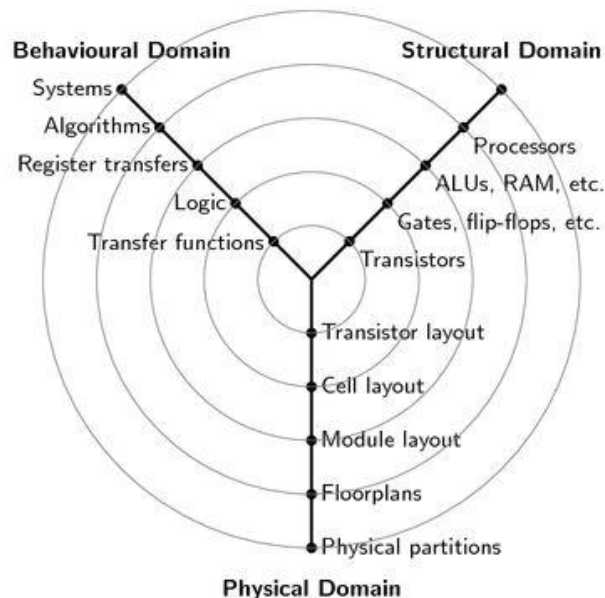 Behavioural Domain
Structural Domain
Systems
Algorithms
Register transfers
Logic
Transfer functions
Processors
ALUs, RAM, etc.
Gates, flip-flops, etc.
Transistors
Transistor layout
Cell layout
Module layout
Floorplans
Physical partitions
Physical Domain